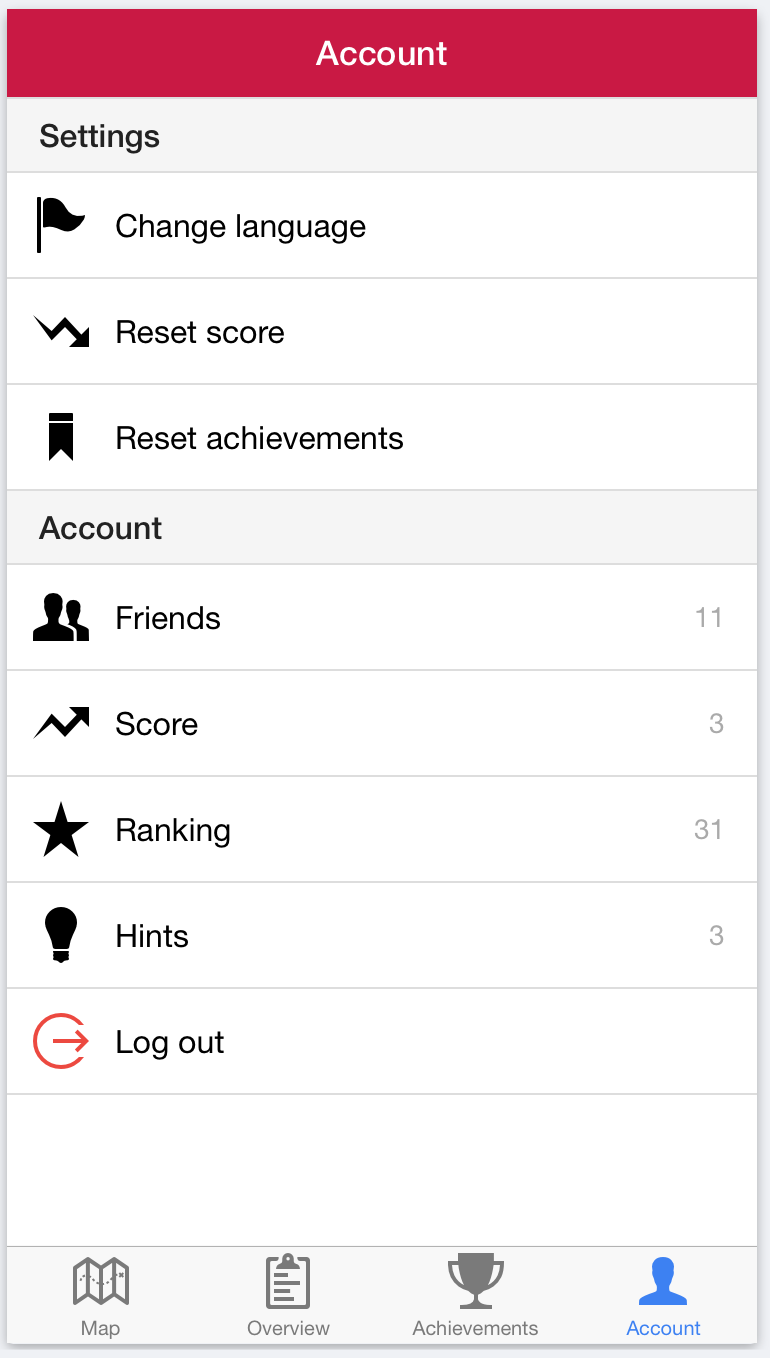 Account
Settings
Change language
Reset score
Reset achievements
Account
Friends 11
Score 3
Ranking 31
Hints 3
Log out
Map Overview Achievements Account